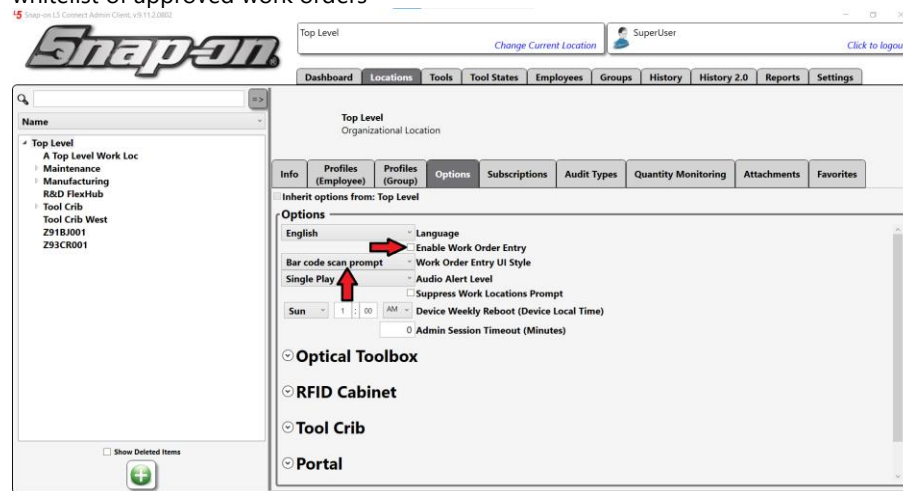 whitelist of approved work orders
Snap-on L5 Connect Admin Client; v:9.11.2.0802
Snap-on
Top Level
Change Current Location
SuperUser
Click to logou
Dashboard Locations Tools Tool States Employees Groups History History 2.0 Reports Settings
=>
Name
Top Level
A Top Level Work Loc
Maintenance
Manufacturing
R&D FlexHub
Tool Crib
Tool Crib West
Z91BJ001
Z93CR001
Show Deleted Items
Top Level
Organizational Location
Info Profiles (Employee) Profiles (Group) Options Subscriptions Audit Types Quantity Monitoring Attachments Favorites
Inherit options from: Top Level
Options
English Language
Enable Work Order Entry
Bar code scan prompt Work Order Entry UI Style
Single Play Audio Alert Level
Suppress Work Locations Prompt
Sun 1 : 00 AM Device Weekly Reboot (Device Local Time)
0 Admin Session Timeout (Minutes)
Optical Toolbox
RFID Cabinet
Tool Crib
Portal